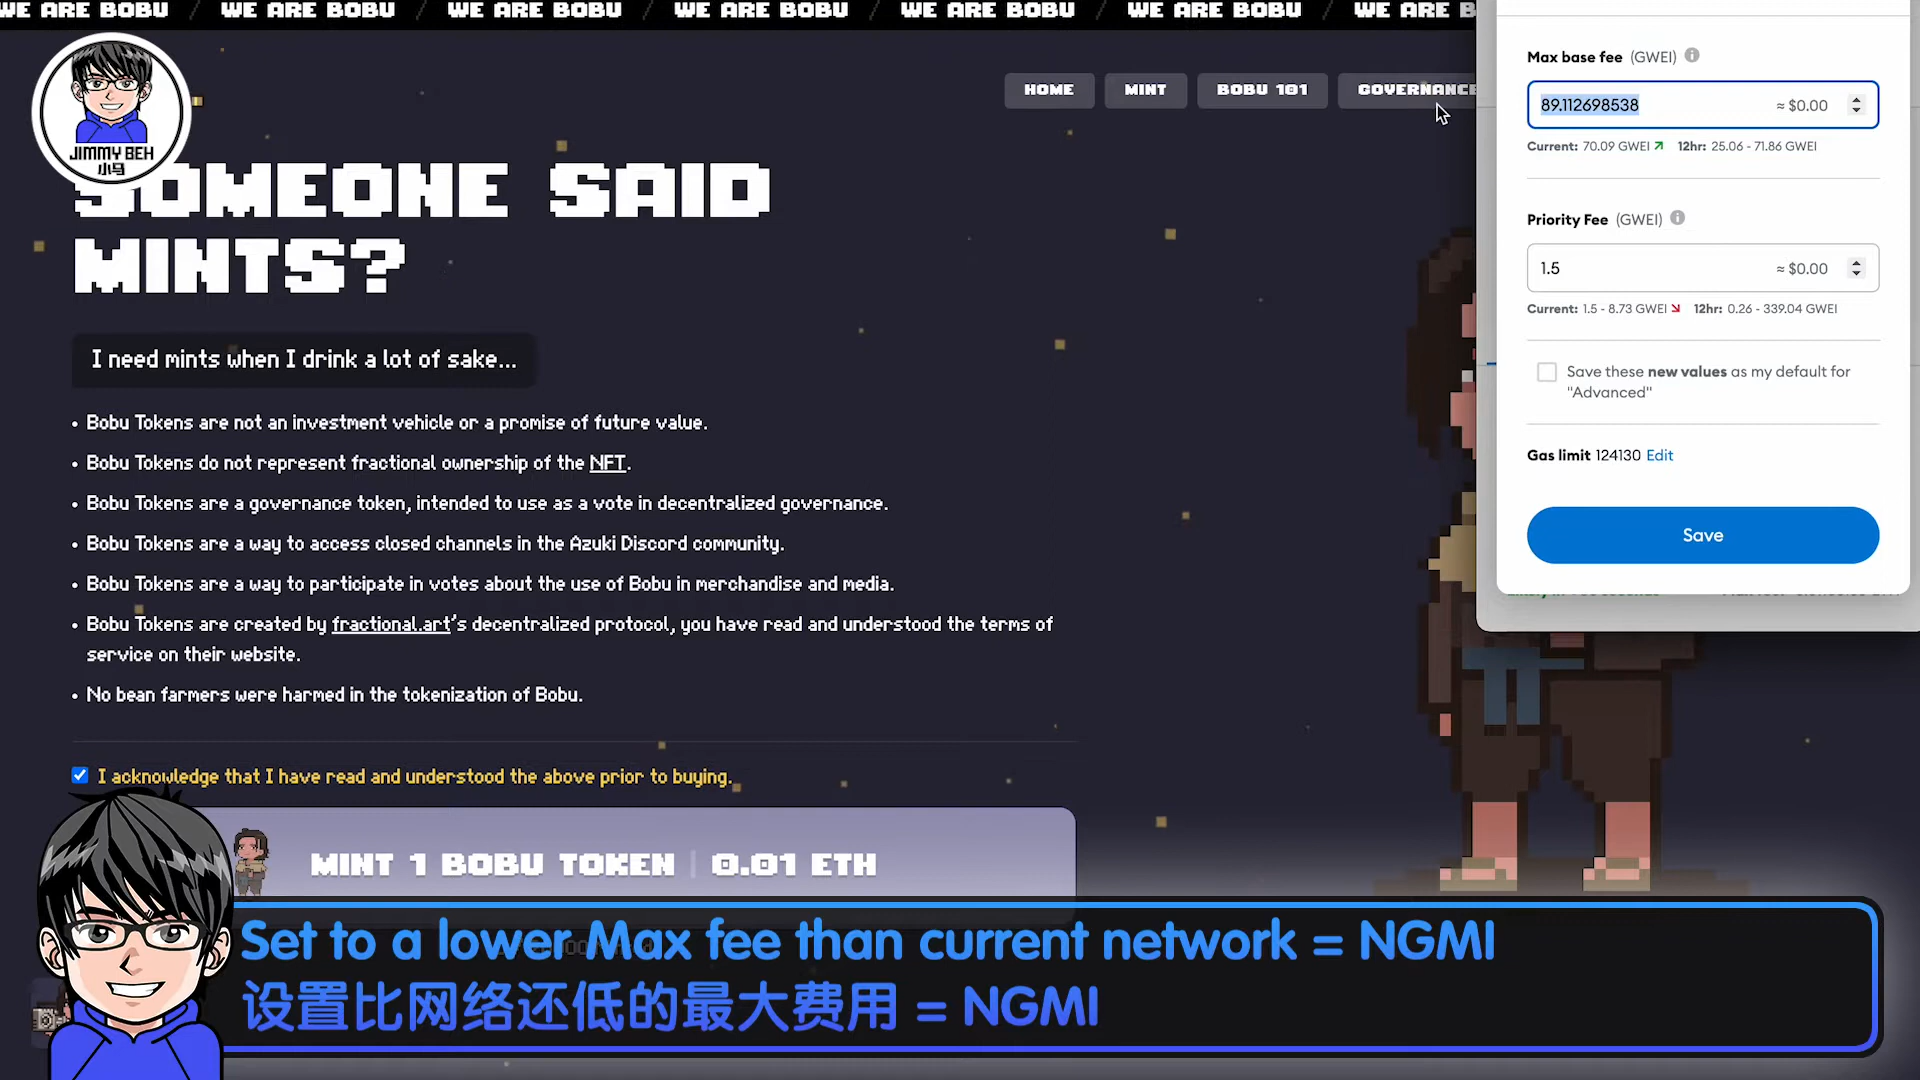 WE ARE BOBU / WE ARE BOBU / WE ARE BOBU / WE ARE BOBU / WE ARE BOBU / WE ARE BOBU / WE ARE B
JIMMY BEH
小马
HOME MINT BOBU 101 GOVERNANCE
SOMEONE SAID
MINTS?
I need mints when I drink a lot of sake...
• Bobu Tokens are not an investment vehicle or a promise of future value.
• Bobu Tokens do not represent fractional ownership of the NFT.
• Bobu Tokens are a governance token, intended to use as a vote in decentralized governance.
• Bobu Tokens are a way to access closed channels in the Azuki Discord community.
• Bobu Tokens are a way to participate in votes about the use of Bobu in merchandise and media.
• Bobu Tokens are created by fractional.art's decentralized protocol, you have read and understood the terms of
service on their website.
• No bean farmers were harmed in the tokenization of Bobu.
I acknowledge that I have read and understood the above prior to buying.
MINT 1 BOBU TOKEN | 0.01 ETH
Max base fee (GWEI)
89.112698538 ≈ $0.00
Current: 70.09 GWEI 12hr: 25.06 - 71.86 GWEI
Priority Fee (GWEI)
1.5 ≈ $0.00
Current: 1.5 - 8.73 GWEI 12hr: 0.26 - 339.04 GWEI
Save these new values as my default for
"Advanced"
Gas limit 124130 Edit
Save
Set to a lower Max fee than current network = NGMI
设置比网络还低的最大费用 = NGMI